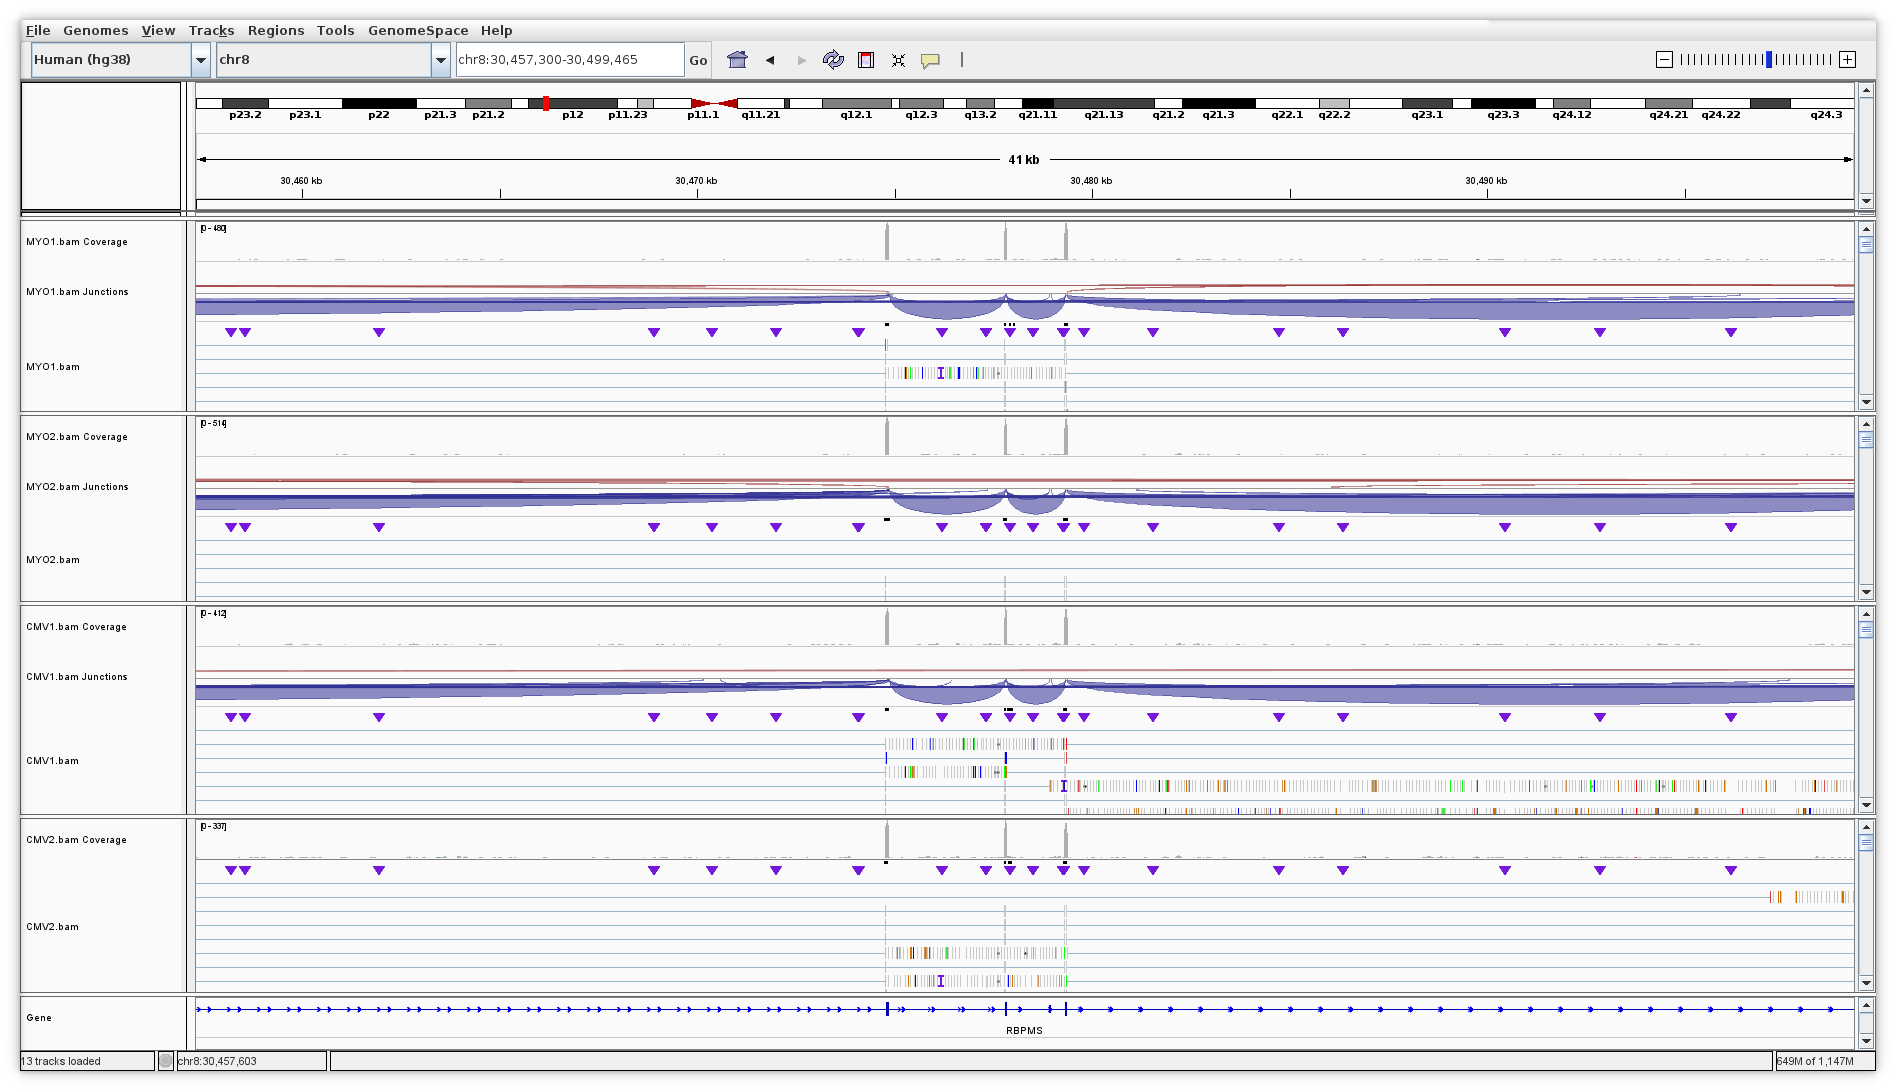 File Genomes View Tracks Regions Tools GenomeSpace Help
Human (hg38) chr8 chr8:30,457,300-30,499,465 Go
p23.2 p23.1 p22 p21.3 p21.2 p12 p11.23 p11.1 q11.21 q12.1 q12.3 q13.2 q21.11 q21.13 q21.2 q21.3 q22.1 q22.2 q23.1 q23.3 q24.12 q24.21 q24.22 q24.3
41 kb
30,460 kb 30,470 kb 30,480 kb 30,490 kb
[0 - 480]
MYO1.bam Coverage
MYO1.bam Junctions
MYO1.bam
[0 - 514]
MYO2.bam Coverage
MYO2.bam Junctions
MYO2.bam
[0 - 412]
CMV1.bam Coverage
CMV1.bam Junctions
CMV1.bam
[0 - 337]
CMV2.bam Coverage
CMV2.bam
Gene
RBPMS
13 tracks loaded chr8:30,457,603 649M of 1,147M